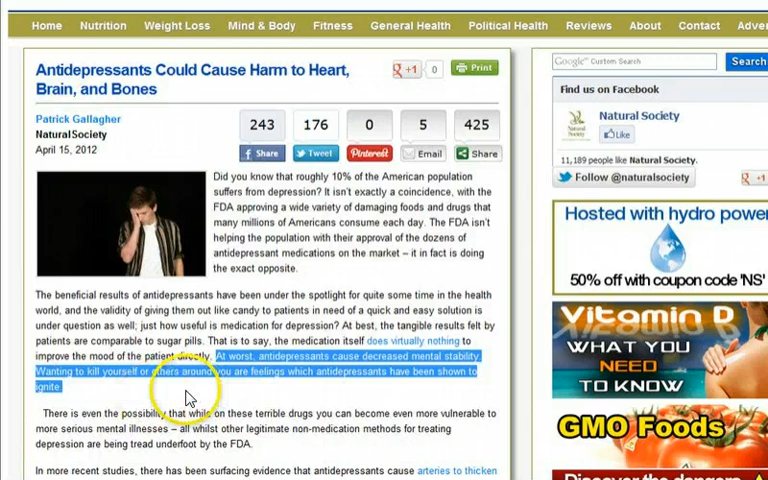 Home Nutrition Weight Loss Mind & Body Fitness General Health Political Health Reviews About Contact Adver
Antidepressants Could Cause Harm to Heart,
Brain, and Bones
+1 0 Print
Patrick Gallagher
NaturalSociety
April 15, 2012
243 176 0 5 425
Share Tweet Pinterest Email Share
Did you know that roughly 10% of the American population
suffers from depression? It isn't exactly a coincidence, with the
FDA approving a wide variety of damaging foods and drugs that
many millions of Americans consume each day. The FDA isn't
helping the population with their approval of the dozens of
antidepressant medications on the market – it in fact is doing
the exact opposite.
The beneficial results of antidepressants have been under the spotlight for quite some time in the health
world, and the validity of giving them out like candy to patients in need of a quick and easy solution is
under question as well; just how useful is medication for depression? At best, the tangible results felt by
patients are comparable to sugar pills. That is to say, the medication itself does virtually nothing to
improve the mood of the patient directly. At worst, antidepressants cause decreased mental stability.
Wanting to kill yourself or others around you are feelings which antidepressants have been shown to
ignite.
There is even the possibility that while on these terrible drugs you can become even more vulnerable to
more serious mental illnesses – all whilst other legitimate non-medication methods for treating
depression are being tread underfoot by the FDA.
In more recent studies, there has been surfacing evidence that antidepressants cause arteries to thicken
Google Custom Search Search
Find us on Facebook
Natural Society
Like
11,189 people like Natural Society.
Follow @naturalsociety +1
Hosted with hydro power
50% off with coupon code 'NS'
Vitamin D
WHAT YOU
NEED
TO KNOW
GMO Foods
Discover the dangers